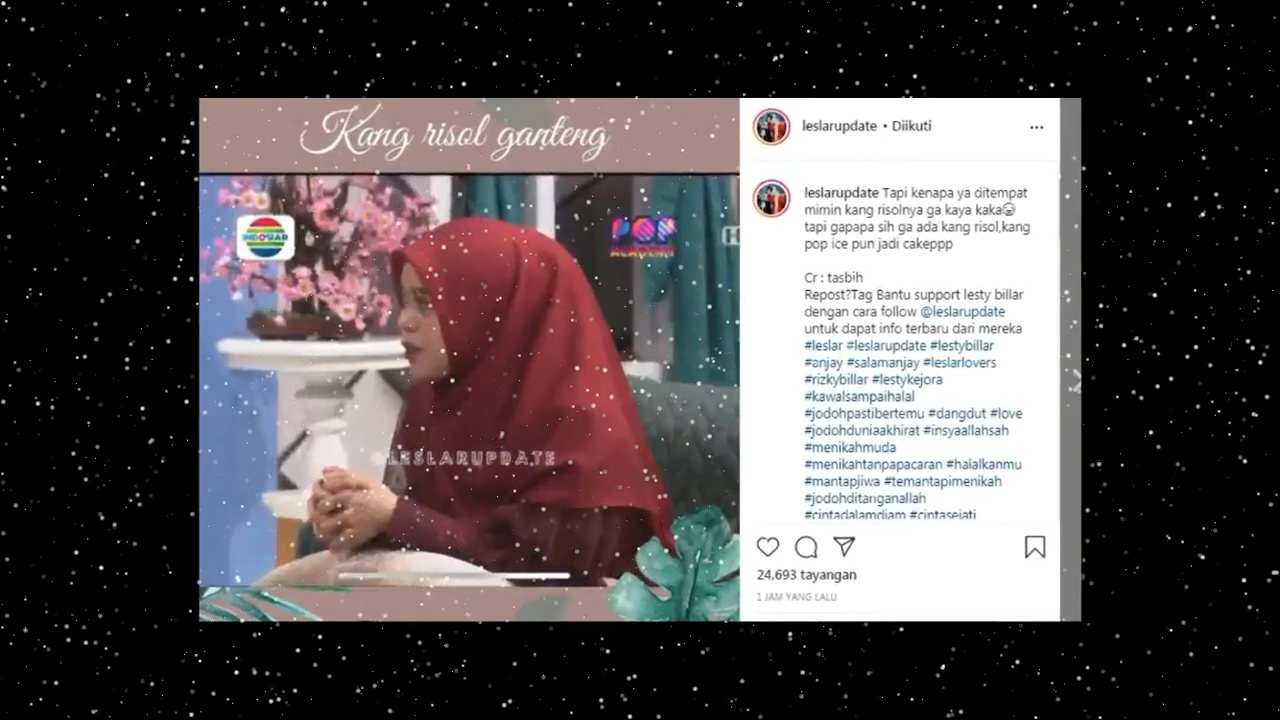 Kang risol ganteng
INDOSIAR
POP
ACADEMY
H
LESLARUPDATE
leslarupdate • Diikuti
leslarupdate Tapi kenapa ya ditempat
mimin kang risolnya ga kaya kaka😭
tapi gapapa sih ga ada kang risol,kang
pop ice pun jadi cakeppp
Cr : tasbih
Repost?Tag Bantu support lesty billar
dengan cara follow @leslarupdate
untuk dapat info terbaru dari mereka
#leslar #leslarupdate #lestybillar
#anjay #salamanjay #leslarlovers
#rizkybillar #lestykejora
#kawalsampaihalal
#jodohpastibertemu #dangdut #love
#jodohduniaakhirat #insyaallahsah
#menikahmuda
#menikahtanpapacaran #halalkanmu
#mantapjiwa #temantapimenikah
#jodohditanganallah
#cintadalamdiam #cintasejati
24,693 tayangan
1 JAM YANG LALU